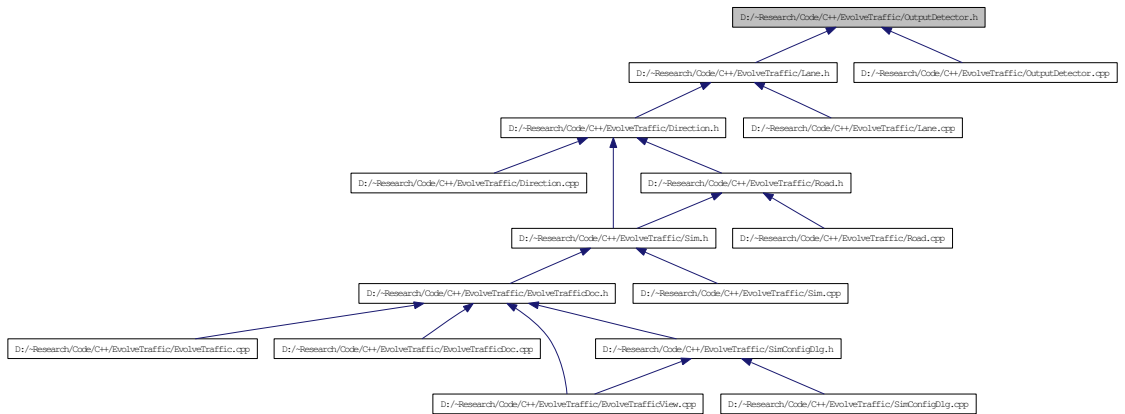 D:/~Research/Code/C++/EvolveTraffic/OutputDetector.h
D:/~Research/Code/C++/EvolveTraffic/Lane.h
D:/~Research/Code/C++/EvolveTraffic/OutputDetector.cpp
D:/~Research/Code/C++/EvolveTraffic/Direction.h
D:/~Research/Code/C++/EvolveTraffic/Lane.cpp
D:/~Research/Code/C++/EvolveTraffic/Direction.cpp
D:/~Research/Code/C++/EvolveTraffic/Road.h
D:/~Research/Code/C++/EvolveTraffic/Sim.h
D:/~Research/Code/C++/EvolveTraffic/Road.cpp
D:/~Research/Code/C++/EvolveTraffic/EvolveTrafficDoc.h
D:/~Research/Code/C++/EvolveTraffic/Sim.cpp
D:/~Research/Code/C++/EvolveTraffic/EvolveTraffic.cpp
D:/~Research/Code/C++/EvolveTraffic/EvolveTrafficDoc.cpp
D:/~Research/Code/C++/EvolveTraffic/SimConfigDlg.h
D:/~Research/Code/C++/EvolveTraffic/EvolveTrafficView.cpp
D:/~Research/Code/C++/EvolveTraffic/SimConfigDlg.cpp